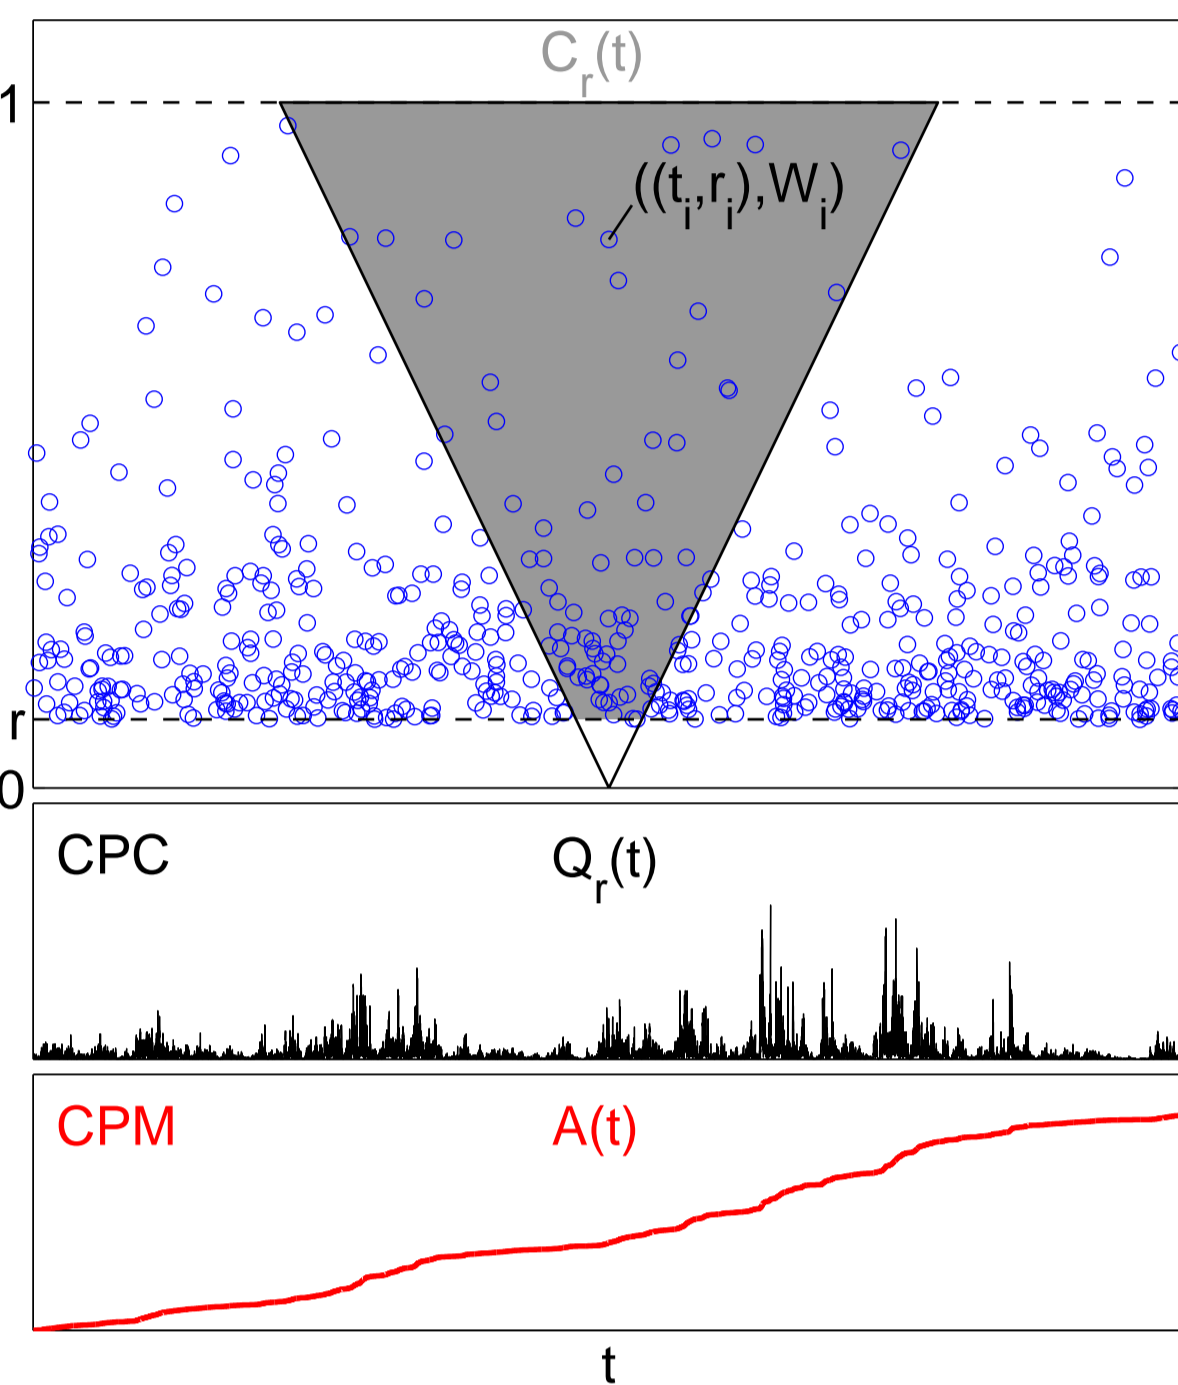 C_r(t)
1
((t_i,r_i),W_i)
r
0
CPC
Q_r(t)
CPM
A(t)
t